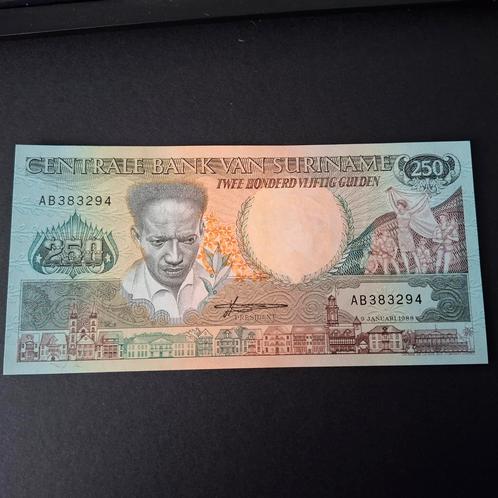 CENTRALE BANK VAN SURINAME
250
TWEE HONDERD VIJFTIG GULDEN
AB383294
250
AB383294
PRESIDENT
9 JANUARI 1988